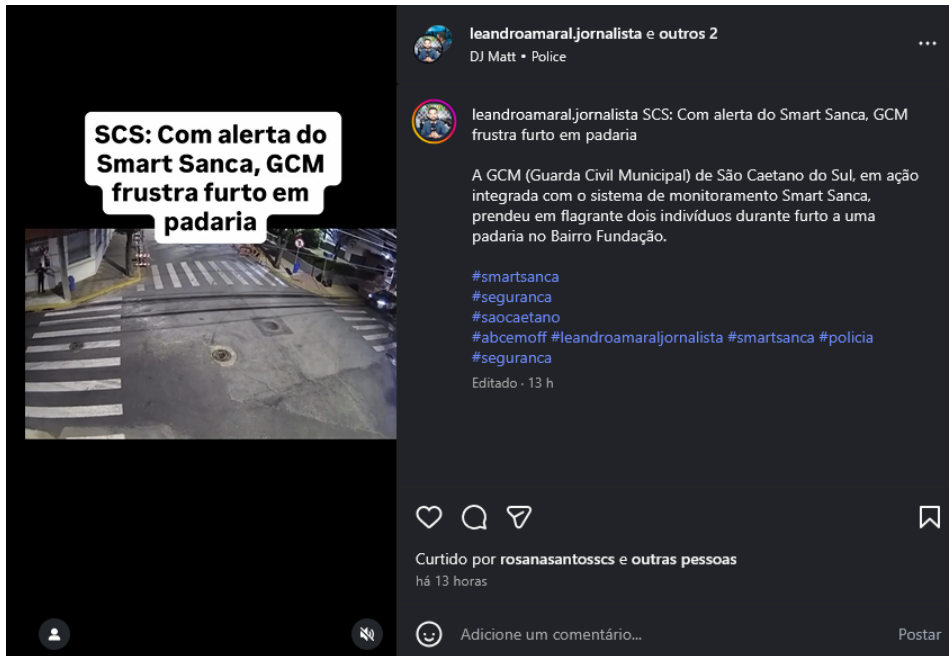 SCS: Com alerta do
Smart Sanca, GCM
frustra furto em
padaria
leandroamaral.jornalista e outros 2
DJ Matt • Police
leandroamaral.jornalista SCS: Com alerta do Smart Sanca, GCM
frustra furto em padaria
A GCM (Guarda Civil Municipal) de São Caetano do Sul, em ação
integrada com o sistema de monitoramento Smart Sanca,
prendeu em flagrante dois indivíduos durante furto a uma
padaria no Bairro Fundação.
#smartsanca
#seguranca
#saocaetano
#abcemoff #leandroamaraljornalista #smartsanca #policia
#seguranca
Editado · 13 h
Curtido por rosanasantosscs e outras pessoas
há 13 horas
Adicione um comentário...
Postar